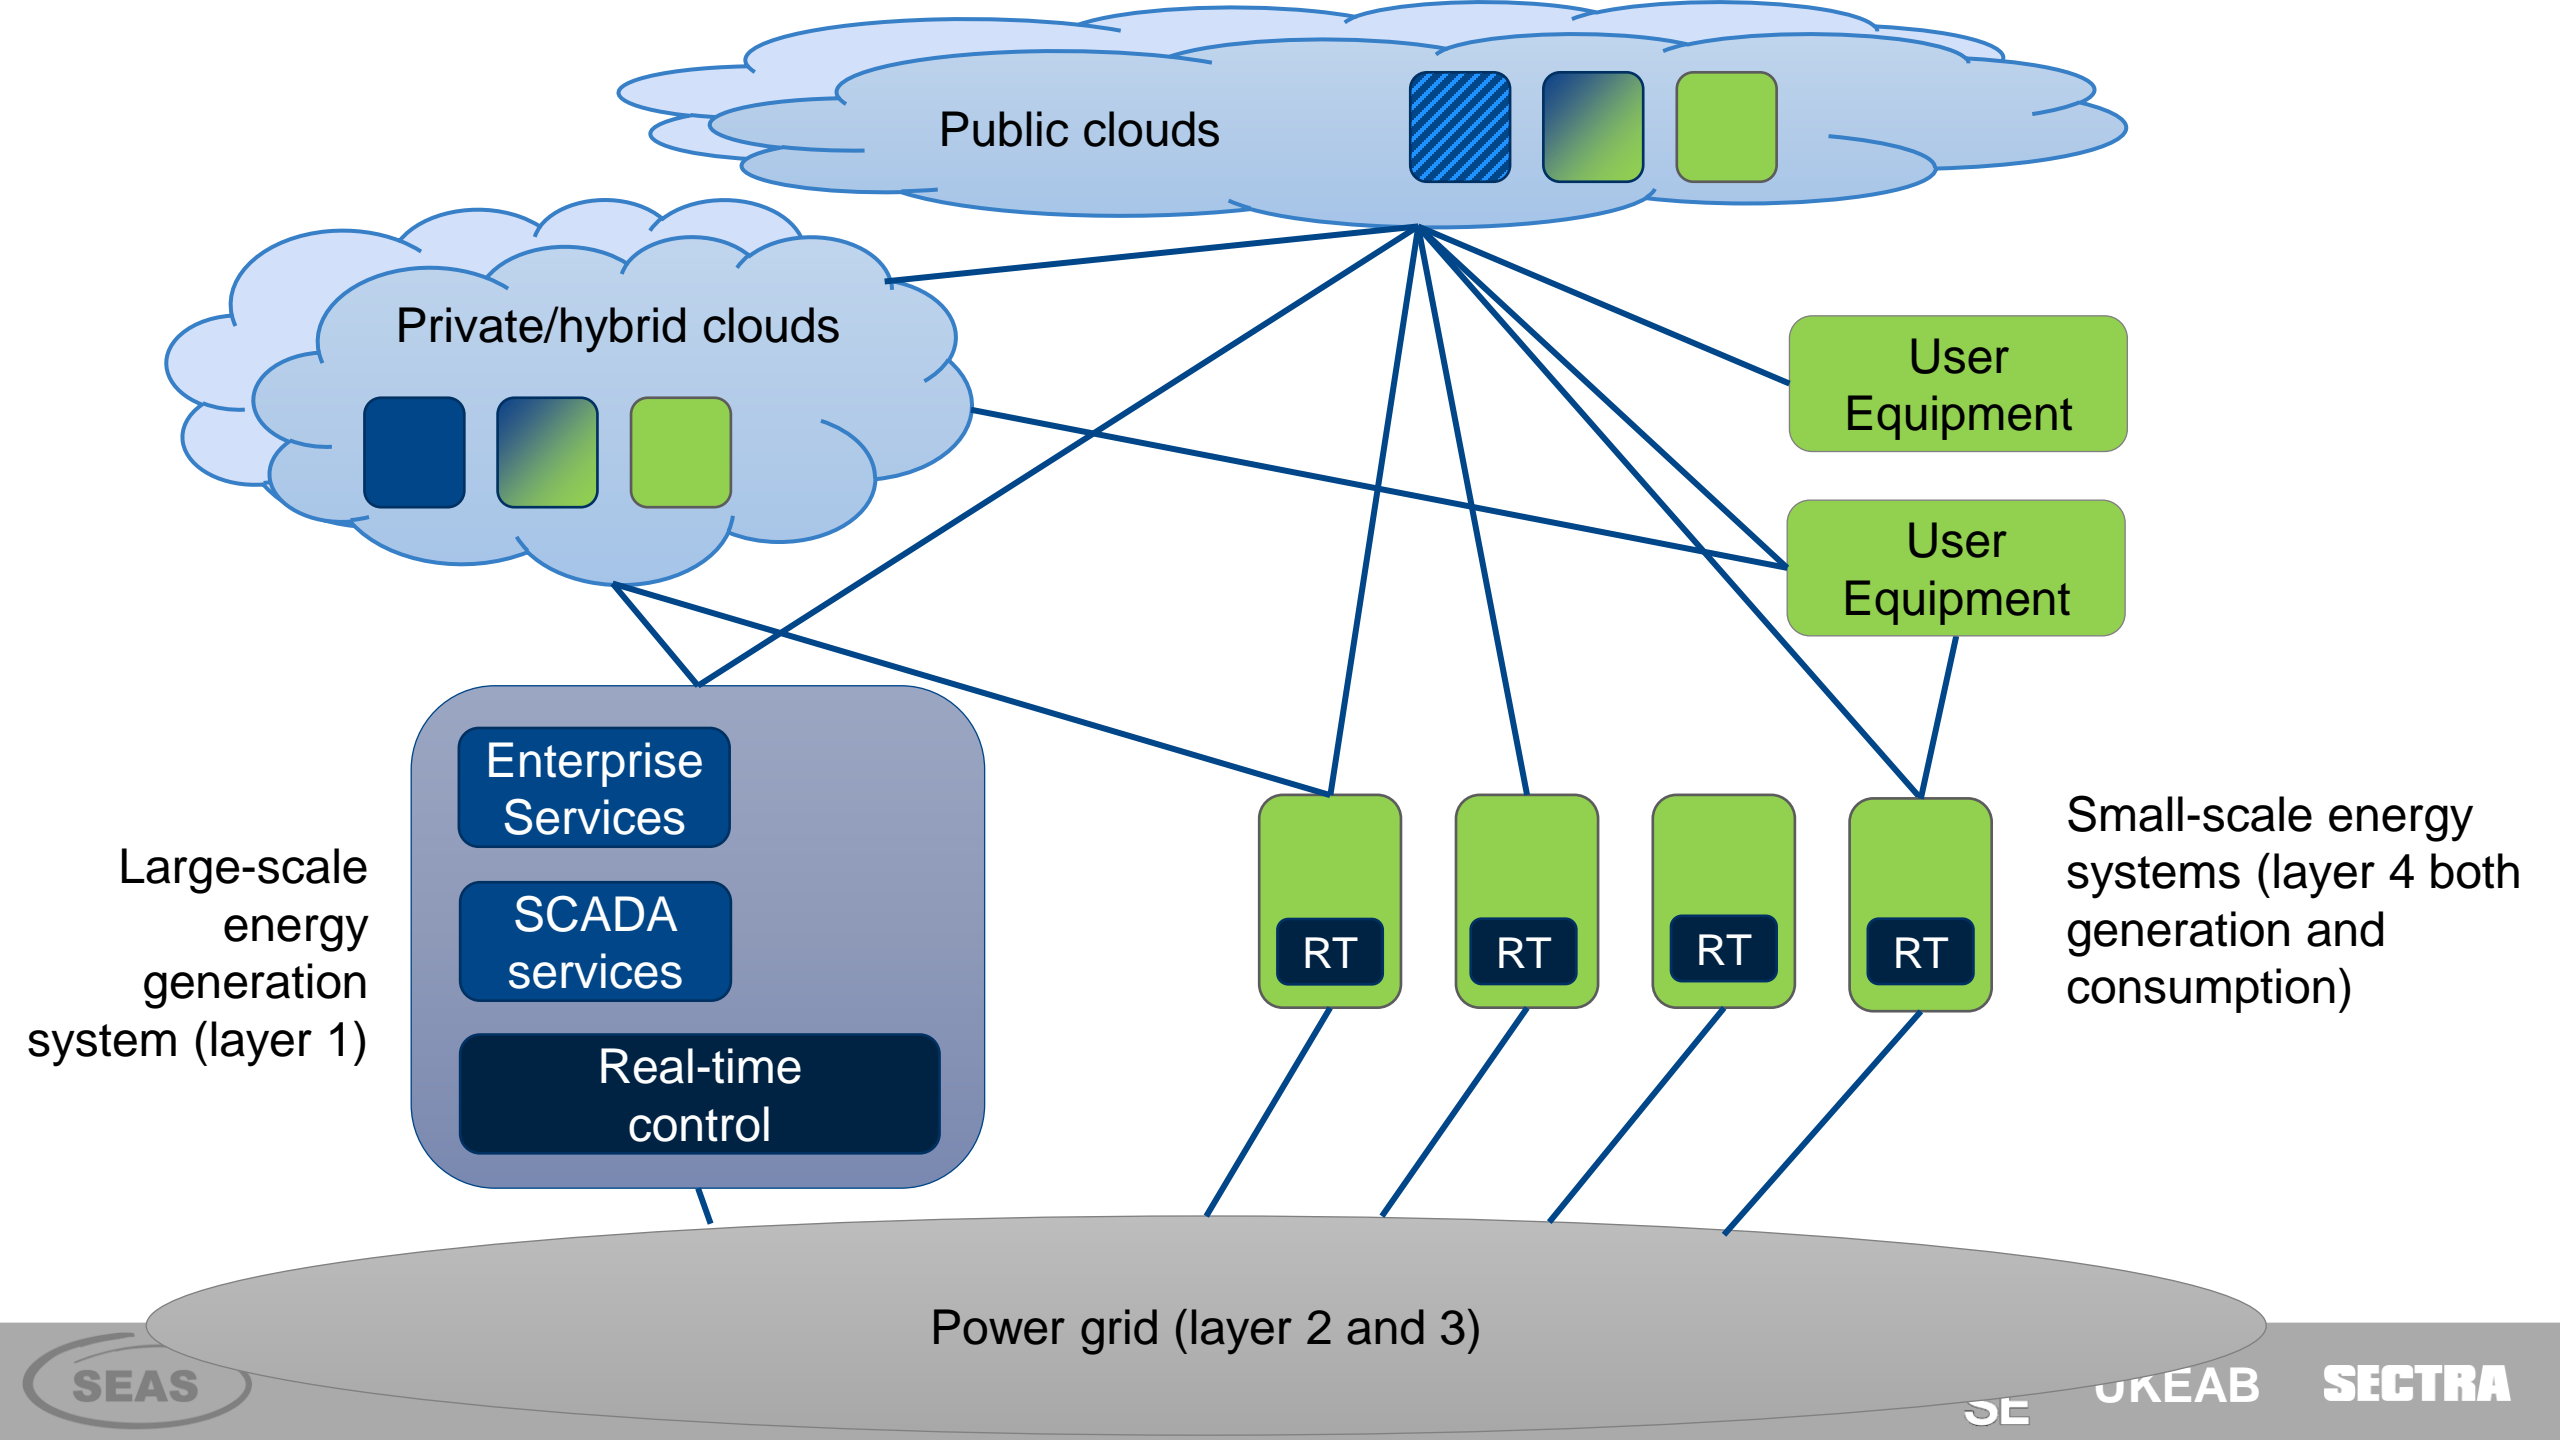 Public clouds
Private/hybrid clouds
User
Equipment
User
Equipment
Enterprise
Services
SCADA
services
Real-time
control
Large-scale
energy
generation
system (layer 1)
RT
RT
RT
RT
Small-scale energy
systems (layer 4 both
generation and
consumption)
Power grid (layer 2 and 3)
SEAS
SE
UKEAB
SECTRA